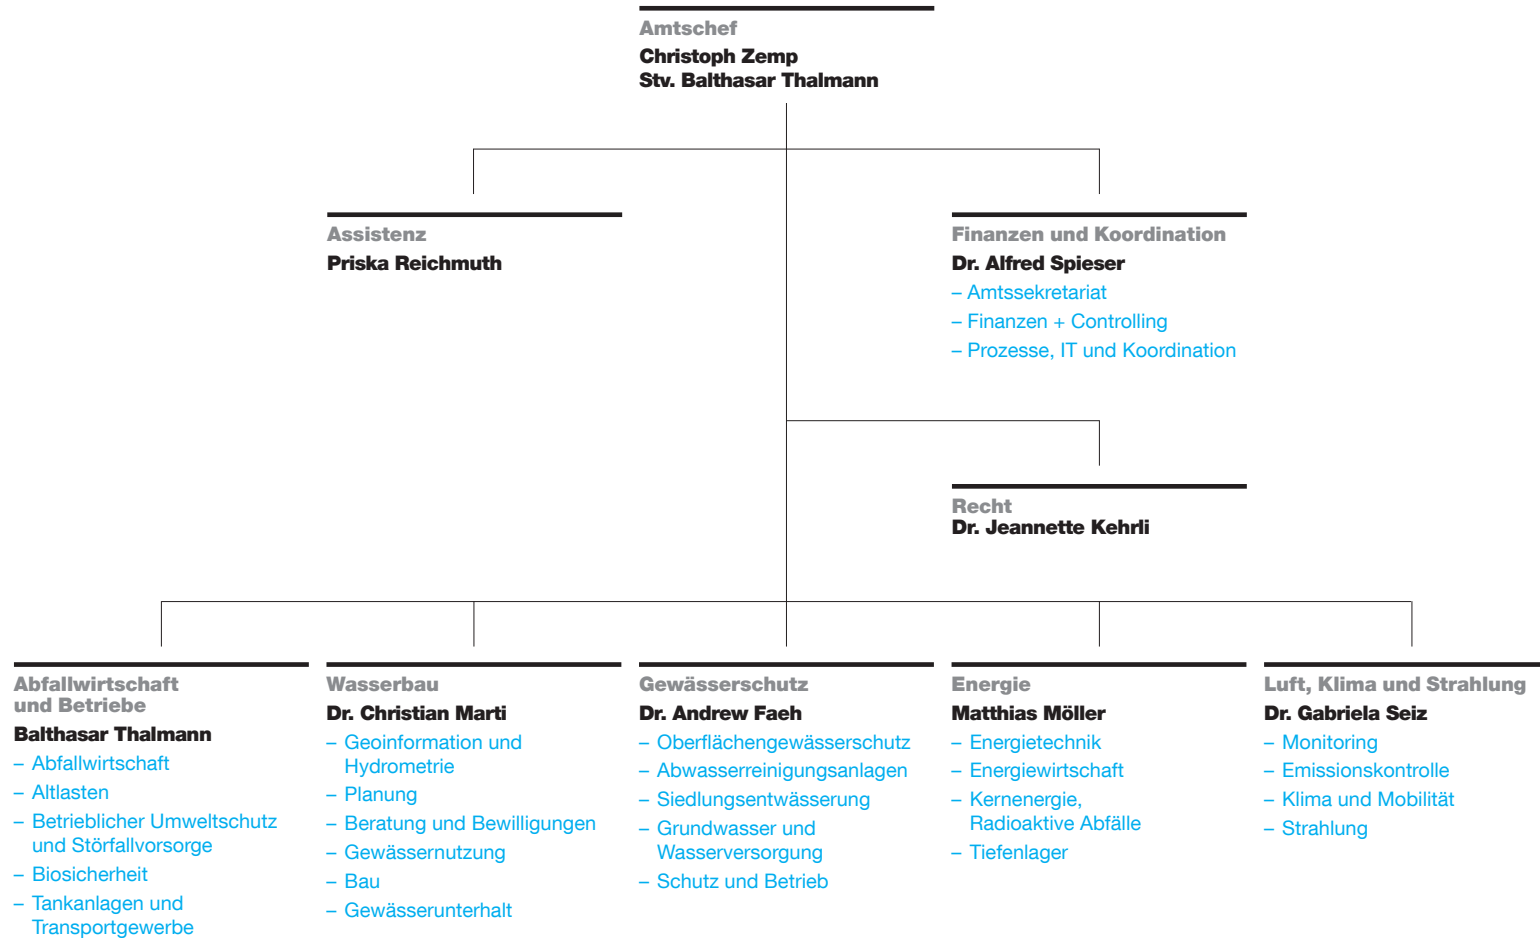 Amtschef
Christoph Zemp
Stv. Balthasar Thalmann
Assistenz
Priska Reichmuth
Finanzen und Koordination
Dr. Alfred Spieser
– Amtssekretariat
– Finanzen + Controlling
– Prozesse, IT und Koordination
Recht
Dr. Jeannette Kehrli
Abfallwirtschaft
und Betriebe
Balthasar Thalmann
– Abfallwirtschaft
– Altlasten
– Betrieblicher Umweltschutz
und Störfallvorsorge
– Biosicherheit
– Tankanlagen und
Transportgewerbe
Wasserbau
Dr. Christian Marti
– Geoinformation und
Hydrometrie
– Planung
– Beratung und Bewilligungen
– Gewässernutzung
– Bau
– Gewässerunterhalt
Gewässerschutz
Dr. Andrew Faeh
– Oberflächengewässerschutz
– Abwasserreinigungsanlagen
– Siedlungsentwässerung
– Grundwasser und
Wasserversorgung
– Schutz und Betrieb
Energie
Matthias Möller
– Energietechnik
– Energiewirtschaft
– Kernenergie,
Radioaktive Abfälle
– Tiefenlager
Luft, Klima und Strahlung
Dr. Gabriela Seiz
– Monitoring
– Emissionskontrolle
– Klima und Mobilität
– Strahlung